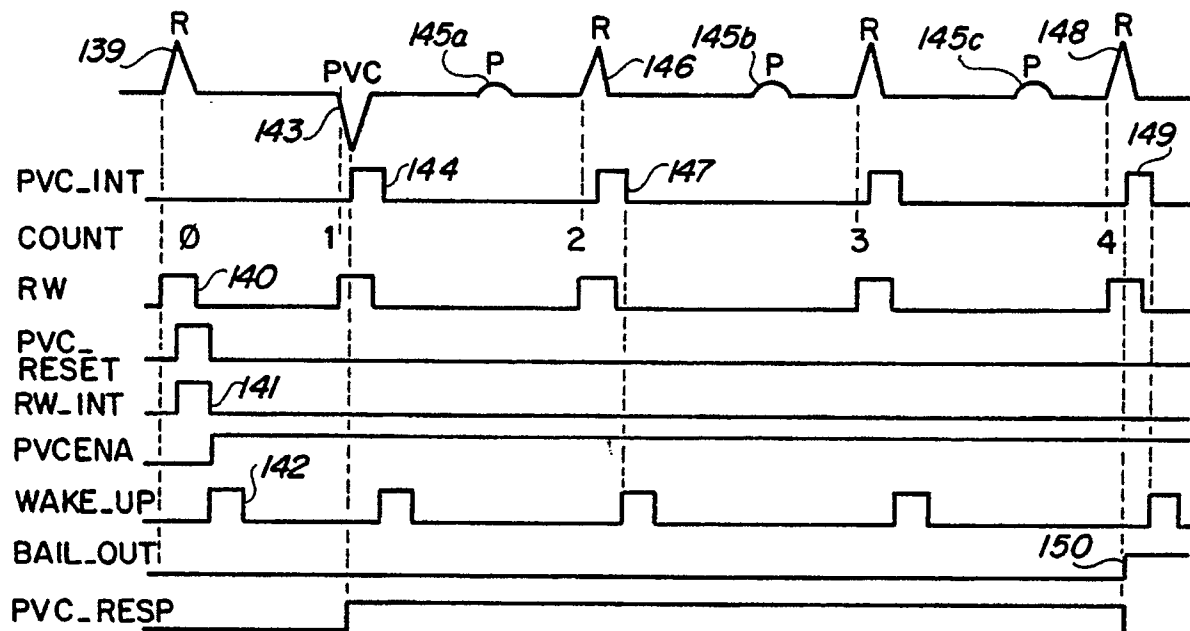 R 145a R 145b R 145c 148 R
139 PVC P 146 P P
143 149
PVC_INT 144 147
COUNT Ø 1 2 3 4
RW 140
PVC_
RESET
RW_INT 141
PVCENA
WAKE_UP 142
BAIL_OUT 150
PVC_RESP